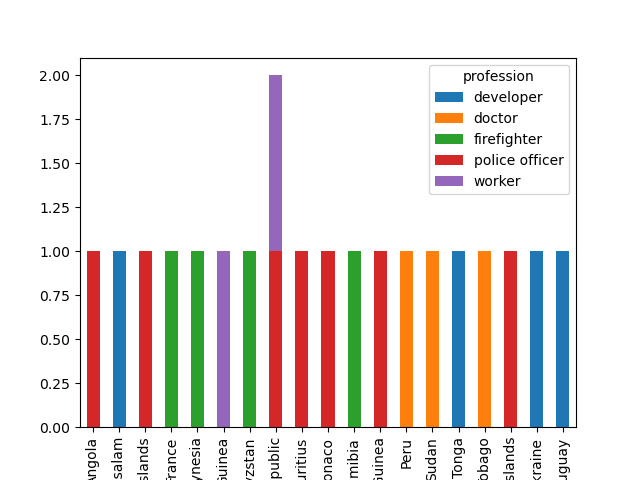 profession
developer
doctor
firefighter
police officer
worker
2.00
1.75
1.50
1.25
1.00
0.75
0.50
0.25
0.00
Angola
salam
slands
France
ynesia
Guinea
yzstan
public
uritius
onaco
mibia
Guinea
Peru
Sudan
Tonga
bbago
slands
kraine
uguay